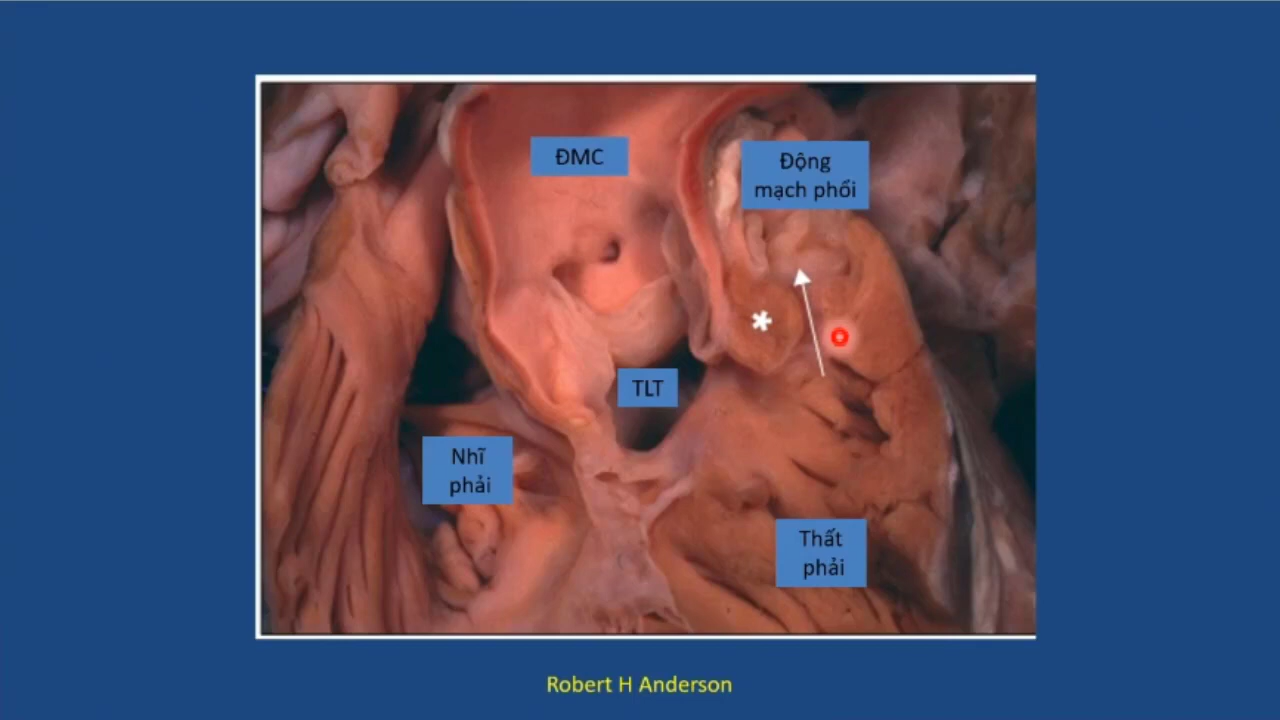 ĐMC
Động
mạch phổi
*
TLT
Nhĩ
phải
Thất
phải
Robert H Anderson